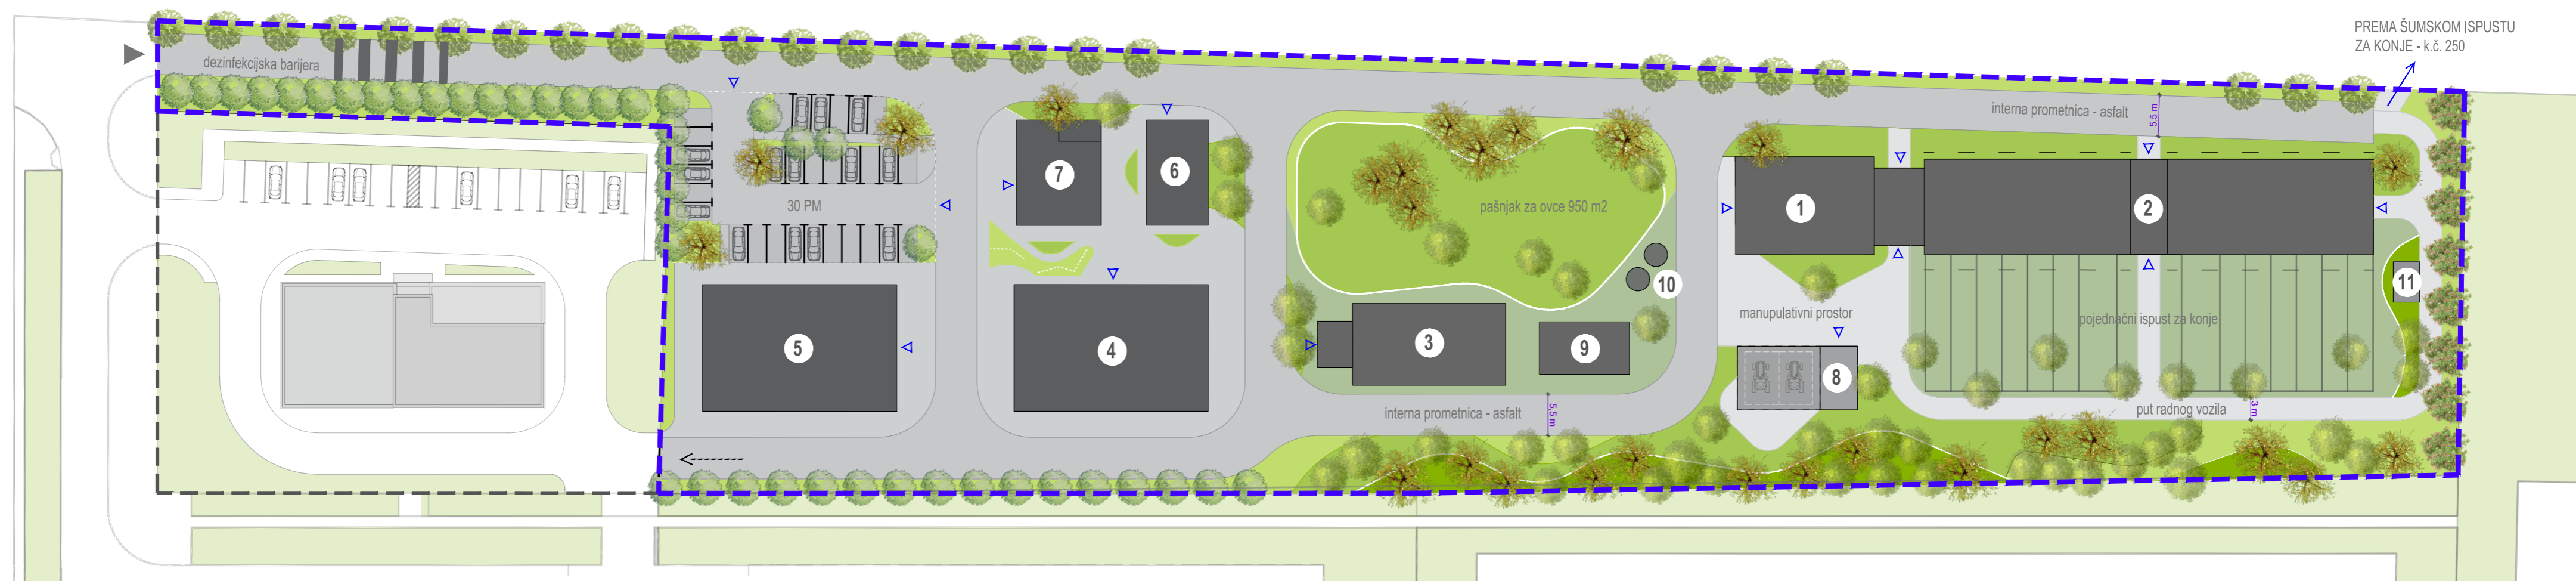 PREMA ŠUMSKOM ISPUSTU
ZA KONJE - k.č. 250
dezinfekcijska barijera
interna prometnica - asfalt
5,5 m
7
6
30 PM
pašnjak za ovce 950 m2
1
2
10
11
manupulativni prostor
pojednačni ispust za konje
5
4
3
9
8
interna prometnica - asfalt
5,5 m
put radnog vozila
3 m